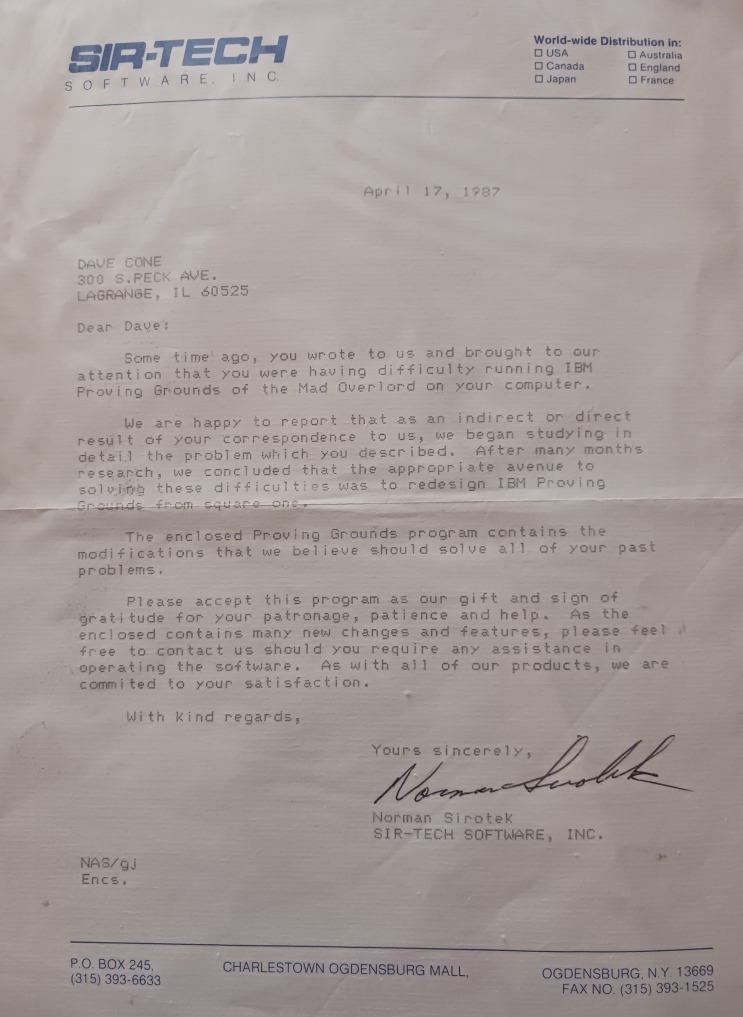 SIR-TECH
SOFTWARE, INC.
World-wide Distribution in:
☐ USA ☐ Australia
☐ Canada ☐ England
☐ Japan ☐ France
April 17, 1987
DAVE CONE
300 S.PECK AVE.
LAGRANGE, IL 60525
Dear Dave:
Some time ago, you wrote to us and brought to our
attention that you were having difficulty running IBM
Proving Grounds of the Mad Overlord on your computer.
We are happy to report that as an indirect or direct
result of your correspondence to us, we began studying in
detail the problem which you described. After many months
research, we concluded that the appropriate avenue to
solving these difficulties was to redesign IBM Proving
Grounds from square one.
The enclosed Proving Grounds program contains the
modifications that we believe should solve all of your past
problems.
Please accept this program as our gift and sign of
gratitude for your patronage, patience and help. As the
enclosed contains many new changes and features, please feel
free to contact us should you require any assistance in
operating the software. As with all of our products, we are
commited to your satisfaction.
With kind regards,
Yours sincerely,
Norman Sirotek
Norman Sirotek
SIR-TECH SOFTWARE, INC.
NAS/gj
Encs.
P.O. BOX 245, CHARLESTOWN OGDENSBURG MALL, OGDENSBURG, N.Y. 13669
(315) 393-6633 FAX NO. (315) 393-1525